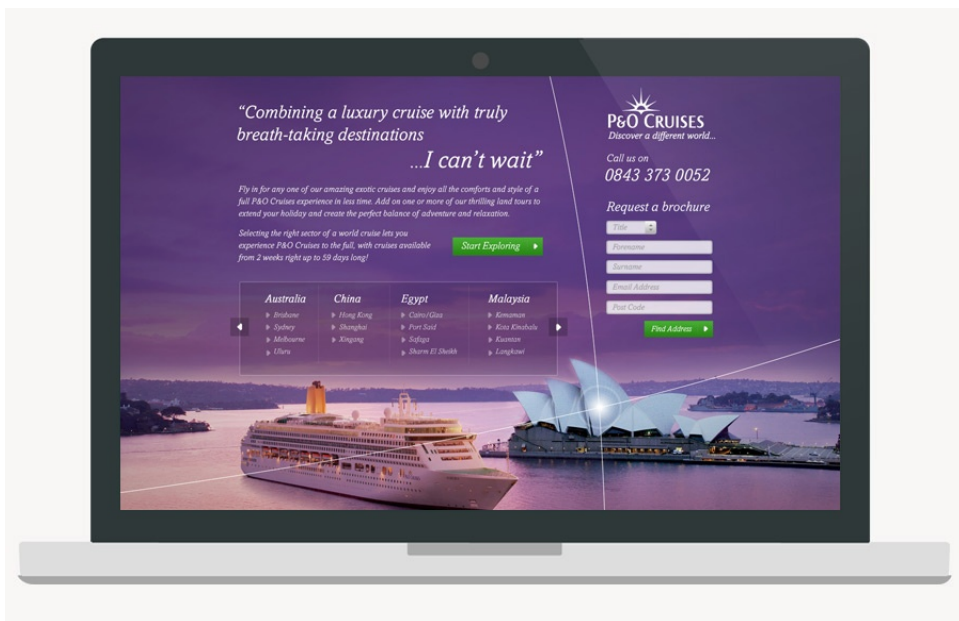 “Combining a luxury cruise with truly
breath-taking destinations
...I can’t wait”
Fly in for any one of our amazing exotic cruises and enjoy all the comforts and style of a
full P&O Cruises experience in less time. Add on one or more of our thrilling land tours to
extend your holiday and create the perfect balance of adventure and relaxation.
Selecting the right sector of a world cruise lets you
experience P&O Cruises to the full, with cruises available
from 2 weeks right up to 59 days long!
Start Exploring
Australia
Brisbane
Sydney
Melbourne
Uluru
China
Hong Kong
Shanghai
Xingang
Egypt
Cairo/Giza
Port Said
Safaga
Sharm El Sheikh
Malaysia
Kemaman
Kota Kinabalu
Kuantan
Langkawi
P&O CRUISES
Discover a different world...
Call us on
0843 373 0052
Request a brochure
Title
Forename
Surname
Email Address
Post Code
Find Address